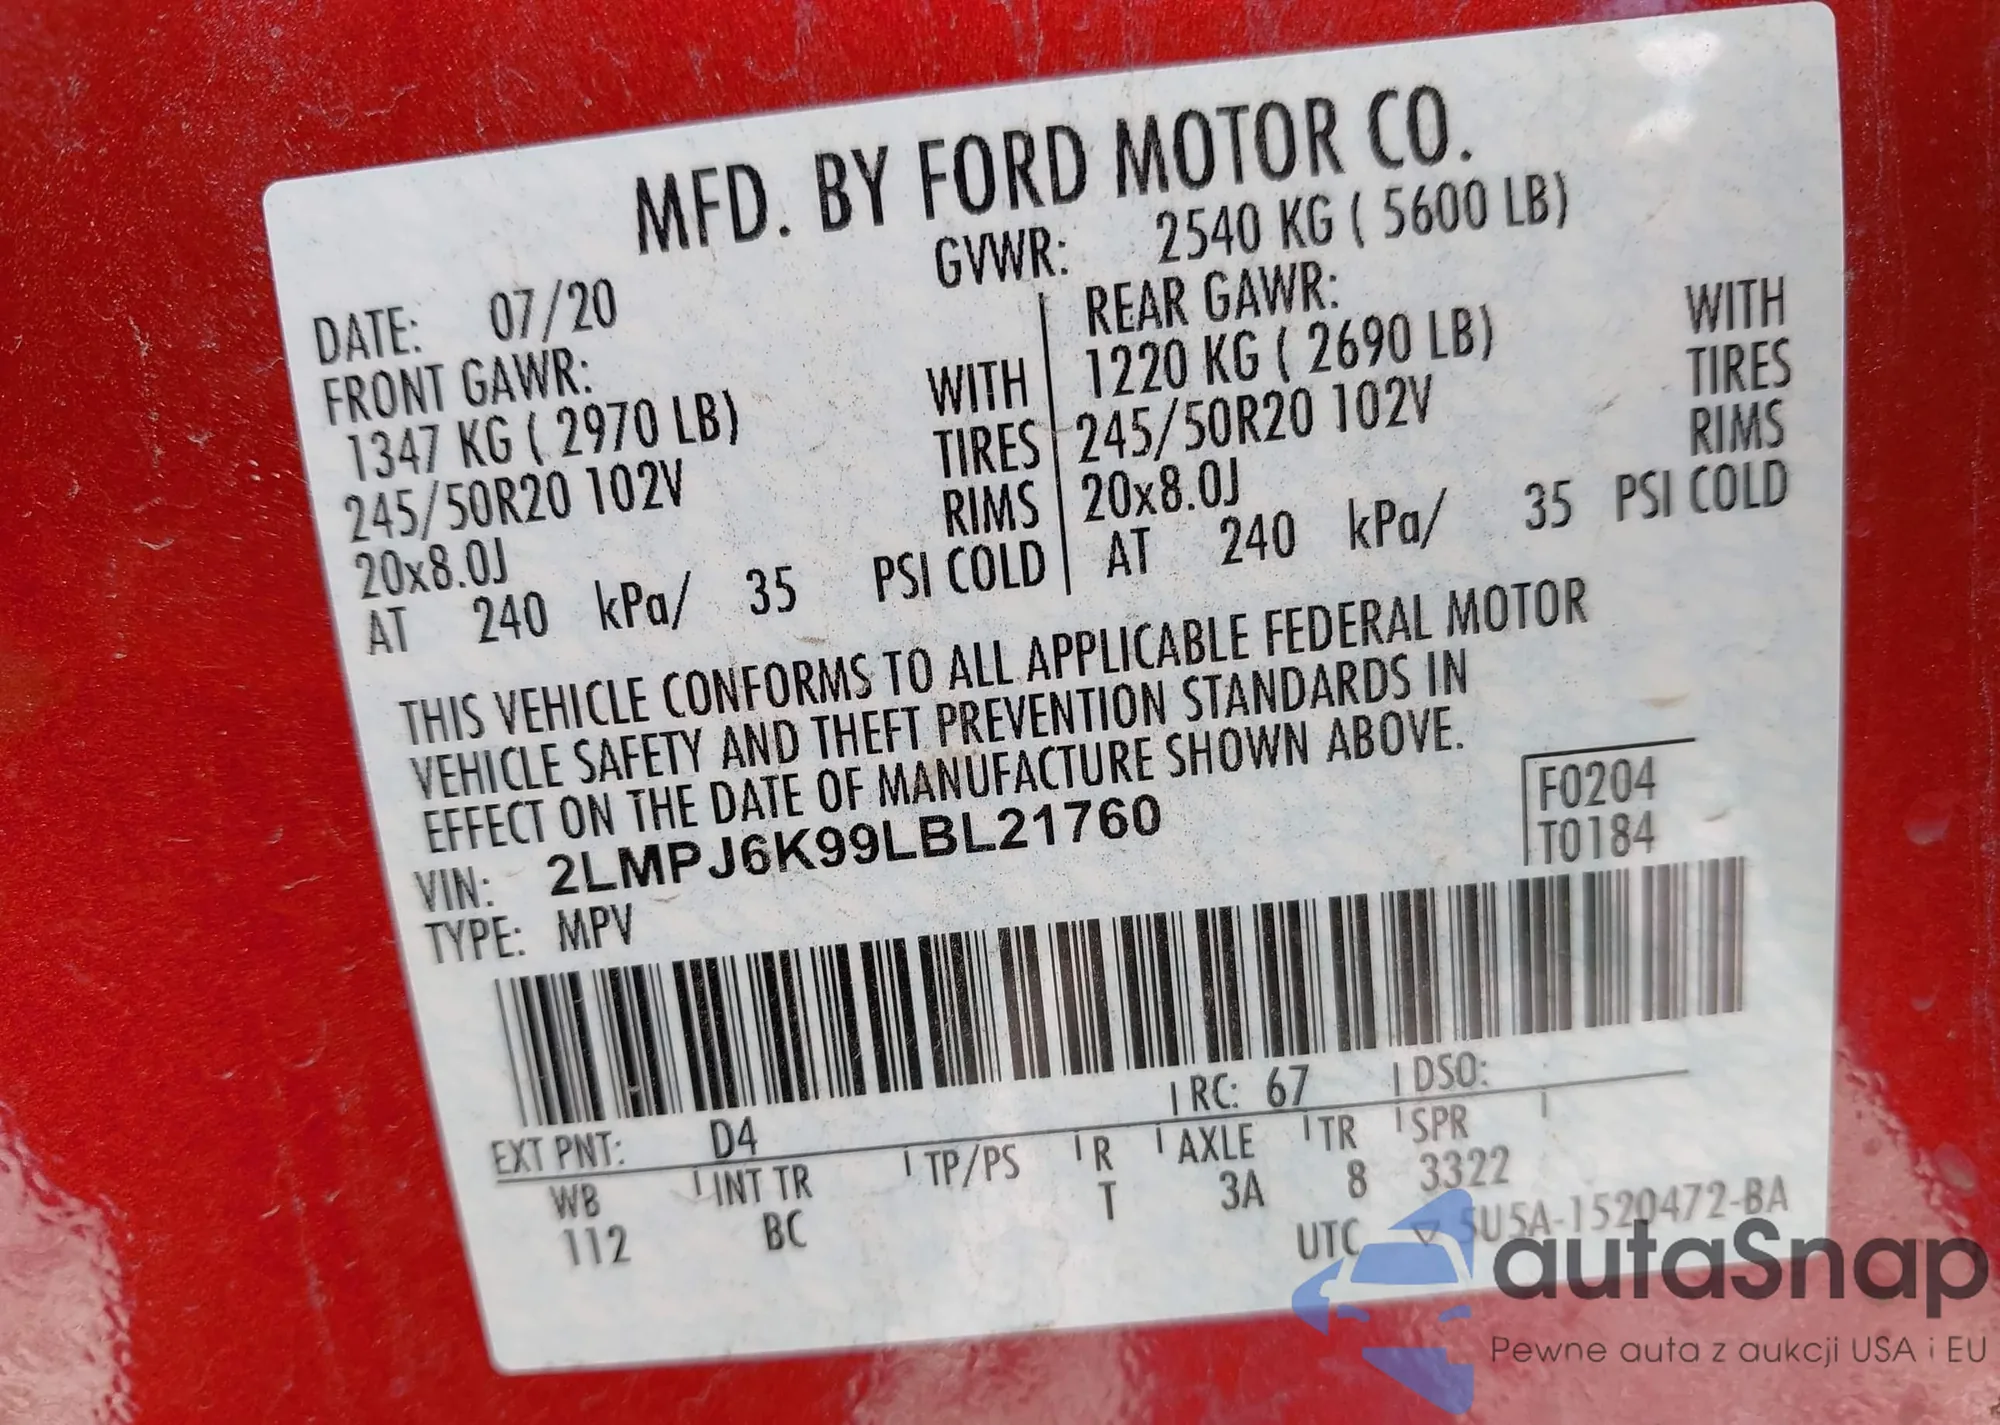 MFD. BY FORD MOTOR CO.
DATE: 07/20 GVWR: 2540 KG ( 5600 LB)
FRONT GAWR: REAR GAWR:
1347 KG ( 2970 LB) WITH 1220 KG ( 2690 LB) WITH
245/50R20 102V TIRES 245/50R20 102V TIRES
20x8.0J RIMS 20x8.0J RIMS
AT 240 kPa/ 35 PSI COLD AT 240 kPa/ 35 PSI COLD
THIS VEHICLE CONFORMS TO ALL APPLICABLE FEDERAL MOTOR
VEHICLE SAFETY AND THEFT PREVENTION STANDARDS IN
EFFECT ON THE DATE OF MANUFACTURE SHOWN ABOVE.
VIN: 2LMPJ6K99LBL21760
F0204
T0184
TYPE: MPV
EXT PNT: D4 RC: 67 DSO:
WB INT TR TP/PS R AXLE TR SPR
112 BC T 3A 8 3322
UTC 5U5A-1520472-BA
autaSnap
Pewne auta z aukcji USA i EU